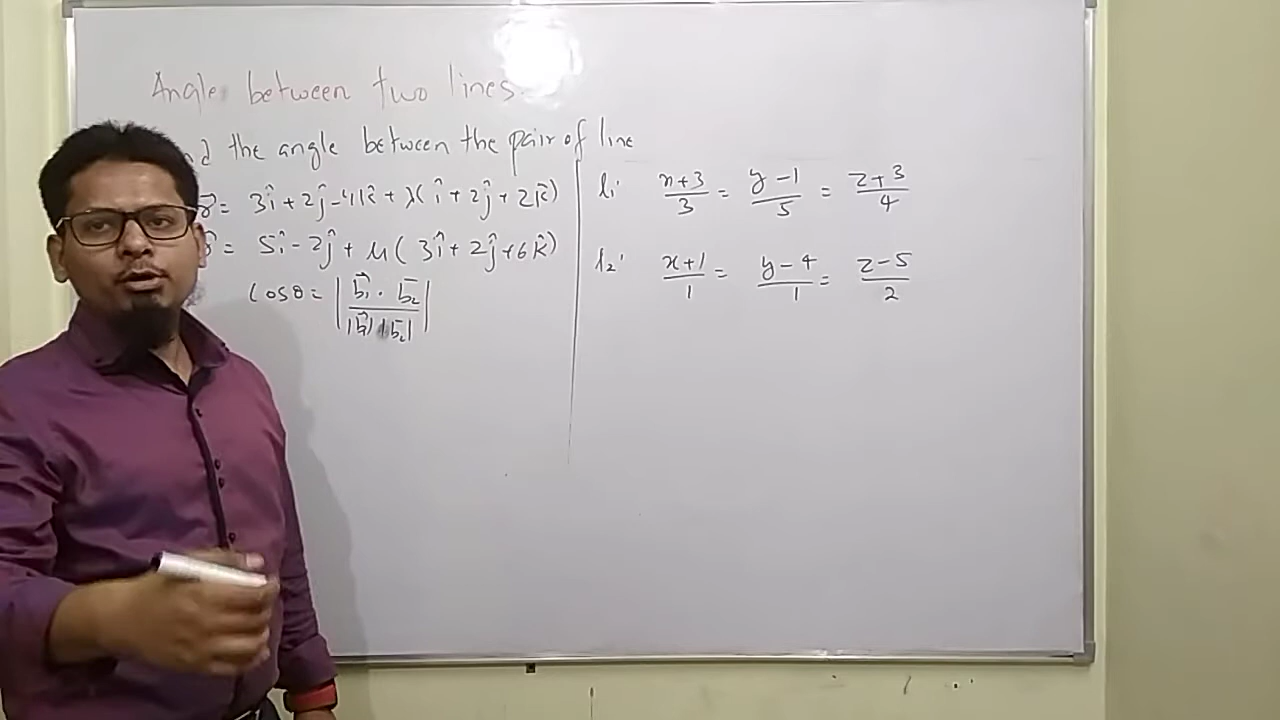 Angle between two lines.
the angle between the pair of line
= 3î + 2ĵ - 4k̂ + λ( î + 2ĵ + 2k̂ )
= 5î - 2ĵ + μ( 3î + 2ĵ + 6k̂ )
cosθ = | b⃗₁ · b⃗₂ / |b⃗₁| |b⃗₂| |
l₁: x+3/3 = y-1/5 = z+3/4
l₂: x+1/1 = y-4/1 = z-5/2